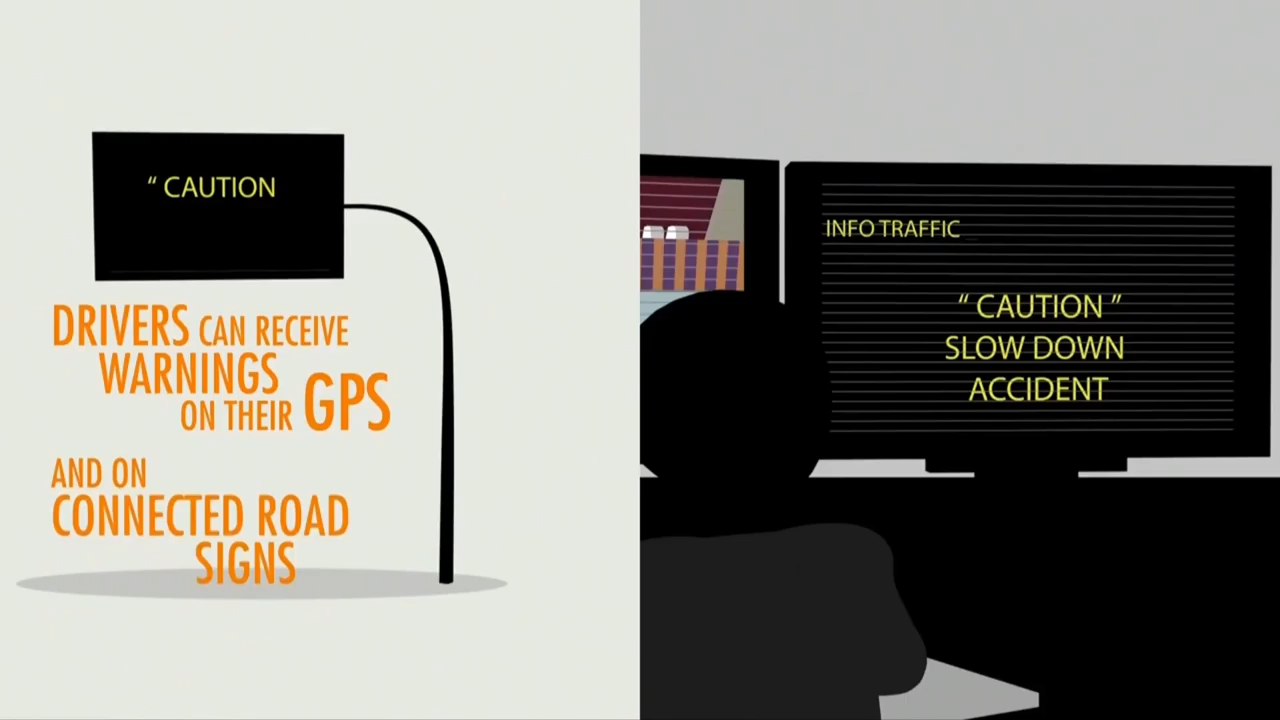 “ CAUTION
DRIVERS CAN RECEIVE
WARNINGS
ON THEIR GPS
AND ON
CONNECTED ROAD
SIGNS
INFO TRAFFIC
“ CAUTION ”
SLOW DOWN
ACCIDENT